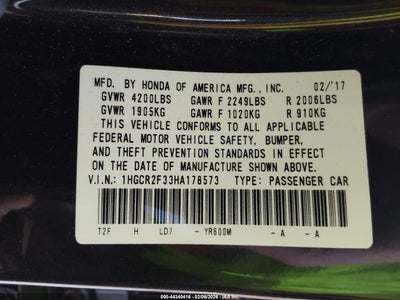 MFD. BY HONDA OF AMERICA MFG., INC. 02/'17
GVWR 4200LBS GAWR F 2249LBS R 2006LBS
GVWR 1905KG GAWR F 1020KG R 910KG
THIS VEHICLE CONFORMS TO ALL APPLICABLE
FEDERAL MOTOR VEHICLE SAFETY, BUMPER,
AND THEFT PREVENTION STANDARDS IN EFFECT
ON THE DATE OF MANUFACTURE SHOWN ABOVE.
V.I.N.: 1HGCR2F33HA178573 TYPE: PASSENGER CAR
T2F H LD7 - YR600M - A - A
000-44340416 - 02/09/2026 - © IAA Inc.